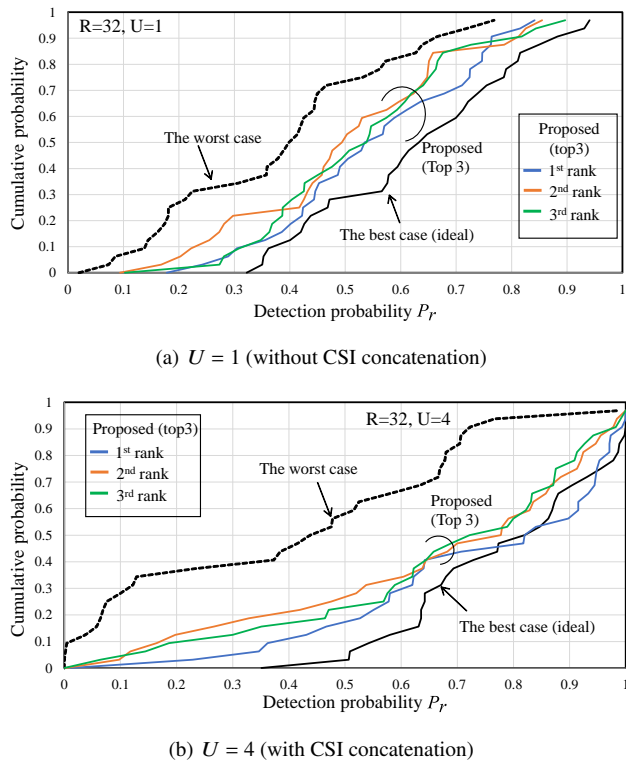 R=32, U=1
1
0.9
0.8
0.7
0.6
0.5
0.4
0.3
0.2
0.1
0
Cumulative probability
The worst case
Proposed
(Top 3)
The best case (ideal)
Proposed
(top3)
1st rank
2nd rank
3rd rank
0 0.1 0.2 0.3 0.4 0.5 0.6 0.7 0.8 0.9 1
Detection probability Pr
(a) U = 1 (without CSI concatenation)
R=32, U=4
1
0.9
0.8
0.7
0.6
0.5
0.4
0.3
0.2
0.1
0
Cumulative probability
Proposed (top3)
1st rank
2nd rank
3rd rank
The worst case
Proposed
(Top 3)
The best case (ideal)
0 0.1 0.2 0.3 0.4 0.5 0.6 0.7 0.8 0.9 1
Detection probability Pr
(b) U = 4 (with CSI concatenation)